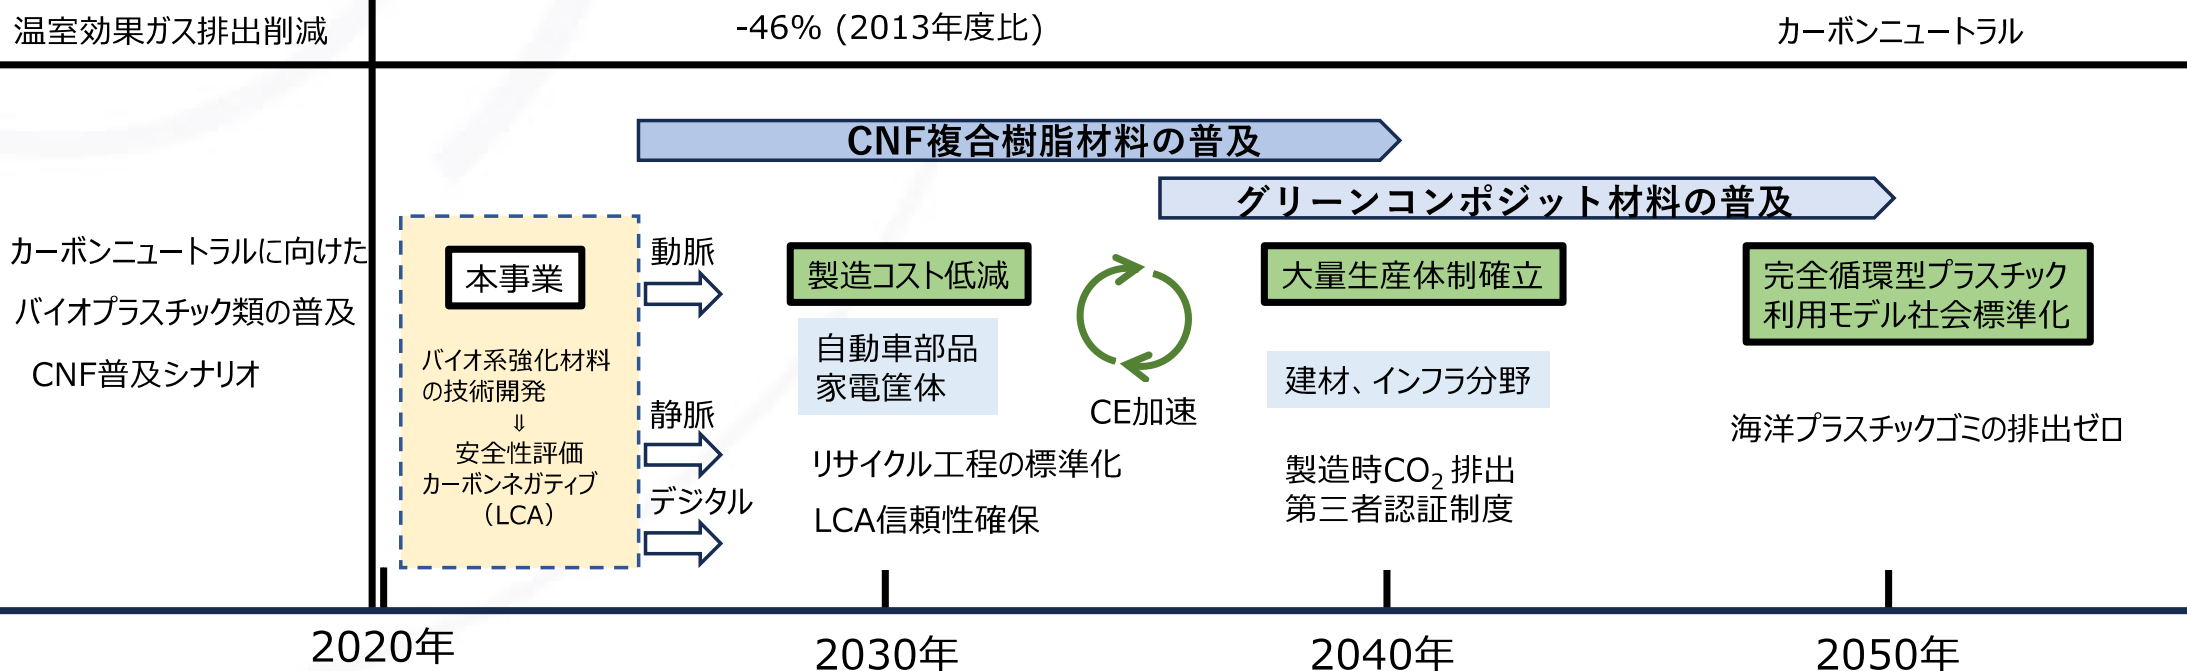 温室効果ガス排出削減
-46% (2013年度比)
カーボンニュートラル
CNF複合樹脂材料の普及
グリーンコンポジット材料の普及
カーボンニュートラルに向けた
バイオプラスチック類の普及
CNF普及シナリオ
本事業
バイオ系強化材料
の技術開発
⇓
安全性評価
カーボンネガティブ
（LCA）
動脈
静脈
デジタル
製造コスト低減
自動車部品
家電筐体
リサイクル工程の標準化
LCA信頼性確保
CE加速
大量生産体制確立
建材、インフラ分野
製造時CO₂排出
第三者認証制度
完全循環型プラスチック
利用モデル社会標準化
海洋プラスチックゴミの排出ゼロ
2020年
2030年
2040年
2050年